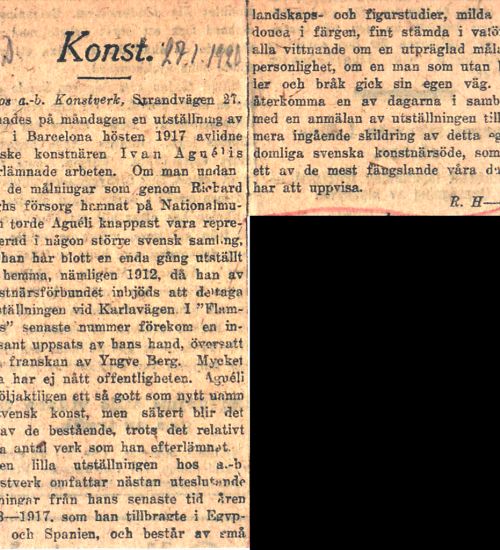 Konst. 27/1 1920
os a.-b. Konstverk, Strandvägen 27.
nades på måndagen en utställning av
i Barcelona hösten 1917 avlidne
ske konstnären Ivan Aguélis
rlämnade arbeten. Om man undan
de målningar som genom Richard
ghs försorg hamnat på Nationalmu-
n torde Aguéli knappast vara repre-
erad i någon större svensk samling,
han har blott en enda gång utställt
hemma, nämligen 1912, då han av
stnärsförbundet inbjöds att deltaga
ställningen vid Karlavägen. I "Flam-
s" senaste nummer förekom en in-
sant uppsats av hans hand, översatt
franskan av Yngve Berg. Mycket
a har ej nått offentligheten. Aguéli
öljaktligen ett så gott som nytt namn
svensk konst, men säkert blir det
av de bestående, trots det relativt
a antal verk som han efterlämnat.
en lilla utställningen hos a.-b
stverk omfattar nästan uteslutande
ningar från hans senaste tid åren
3—1917, som han tillbragte i Egyp-
och Spanien, och består av små
landskaps- och figurstudier, milda
douca i färgen, fint stämda i valör
alla vittnande om en utpräglad mål
personlighet, om en man som utan
ler och bråk gick sin egen väg.
återkomma en av dagarna i samb
med en anmälan av utställningen till
mera ingående skildring av detta eg
domliga svenska konstnärsöde, som
ett av de mest fängslande våra d
har att uppvisa.
R. H—